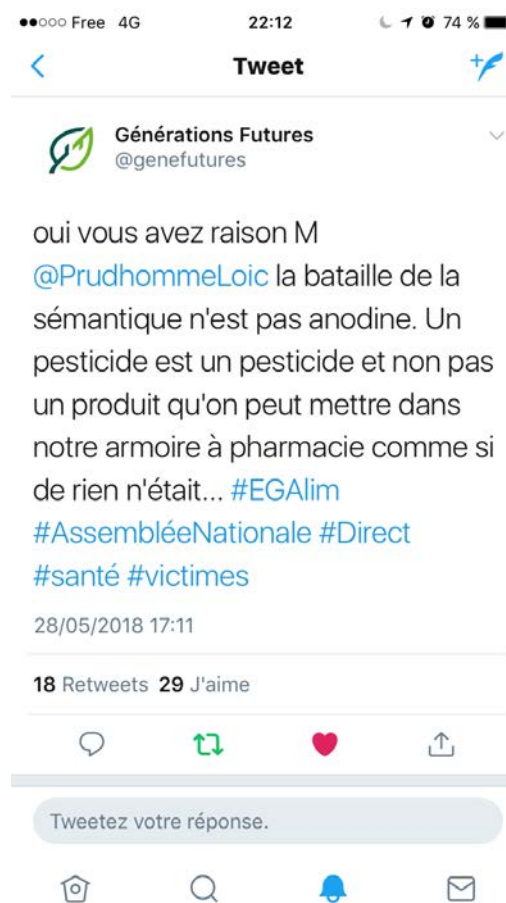 Free 4G 22:12 74 %
Tweet
Générations Futures
@genefutures
oui vous avez raison M
@PrudhommeLoic la bataille de la
sémantique n'est pas anodine. Un
pesticide est un pesticide et non pas
un produit qu'on peut mettre dans
notre armoire à pharmacie comme si
de rien n'était... #EGAlim
#AssembléeNationale #Direct
#santé #victimes
28/05/2018 17:11
18 Retweets 29 J'aime
Tweetez votre réponse.